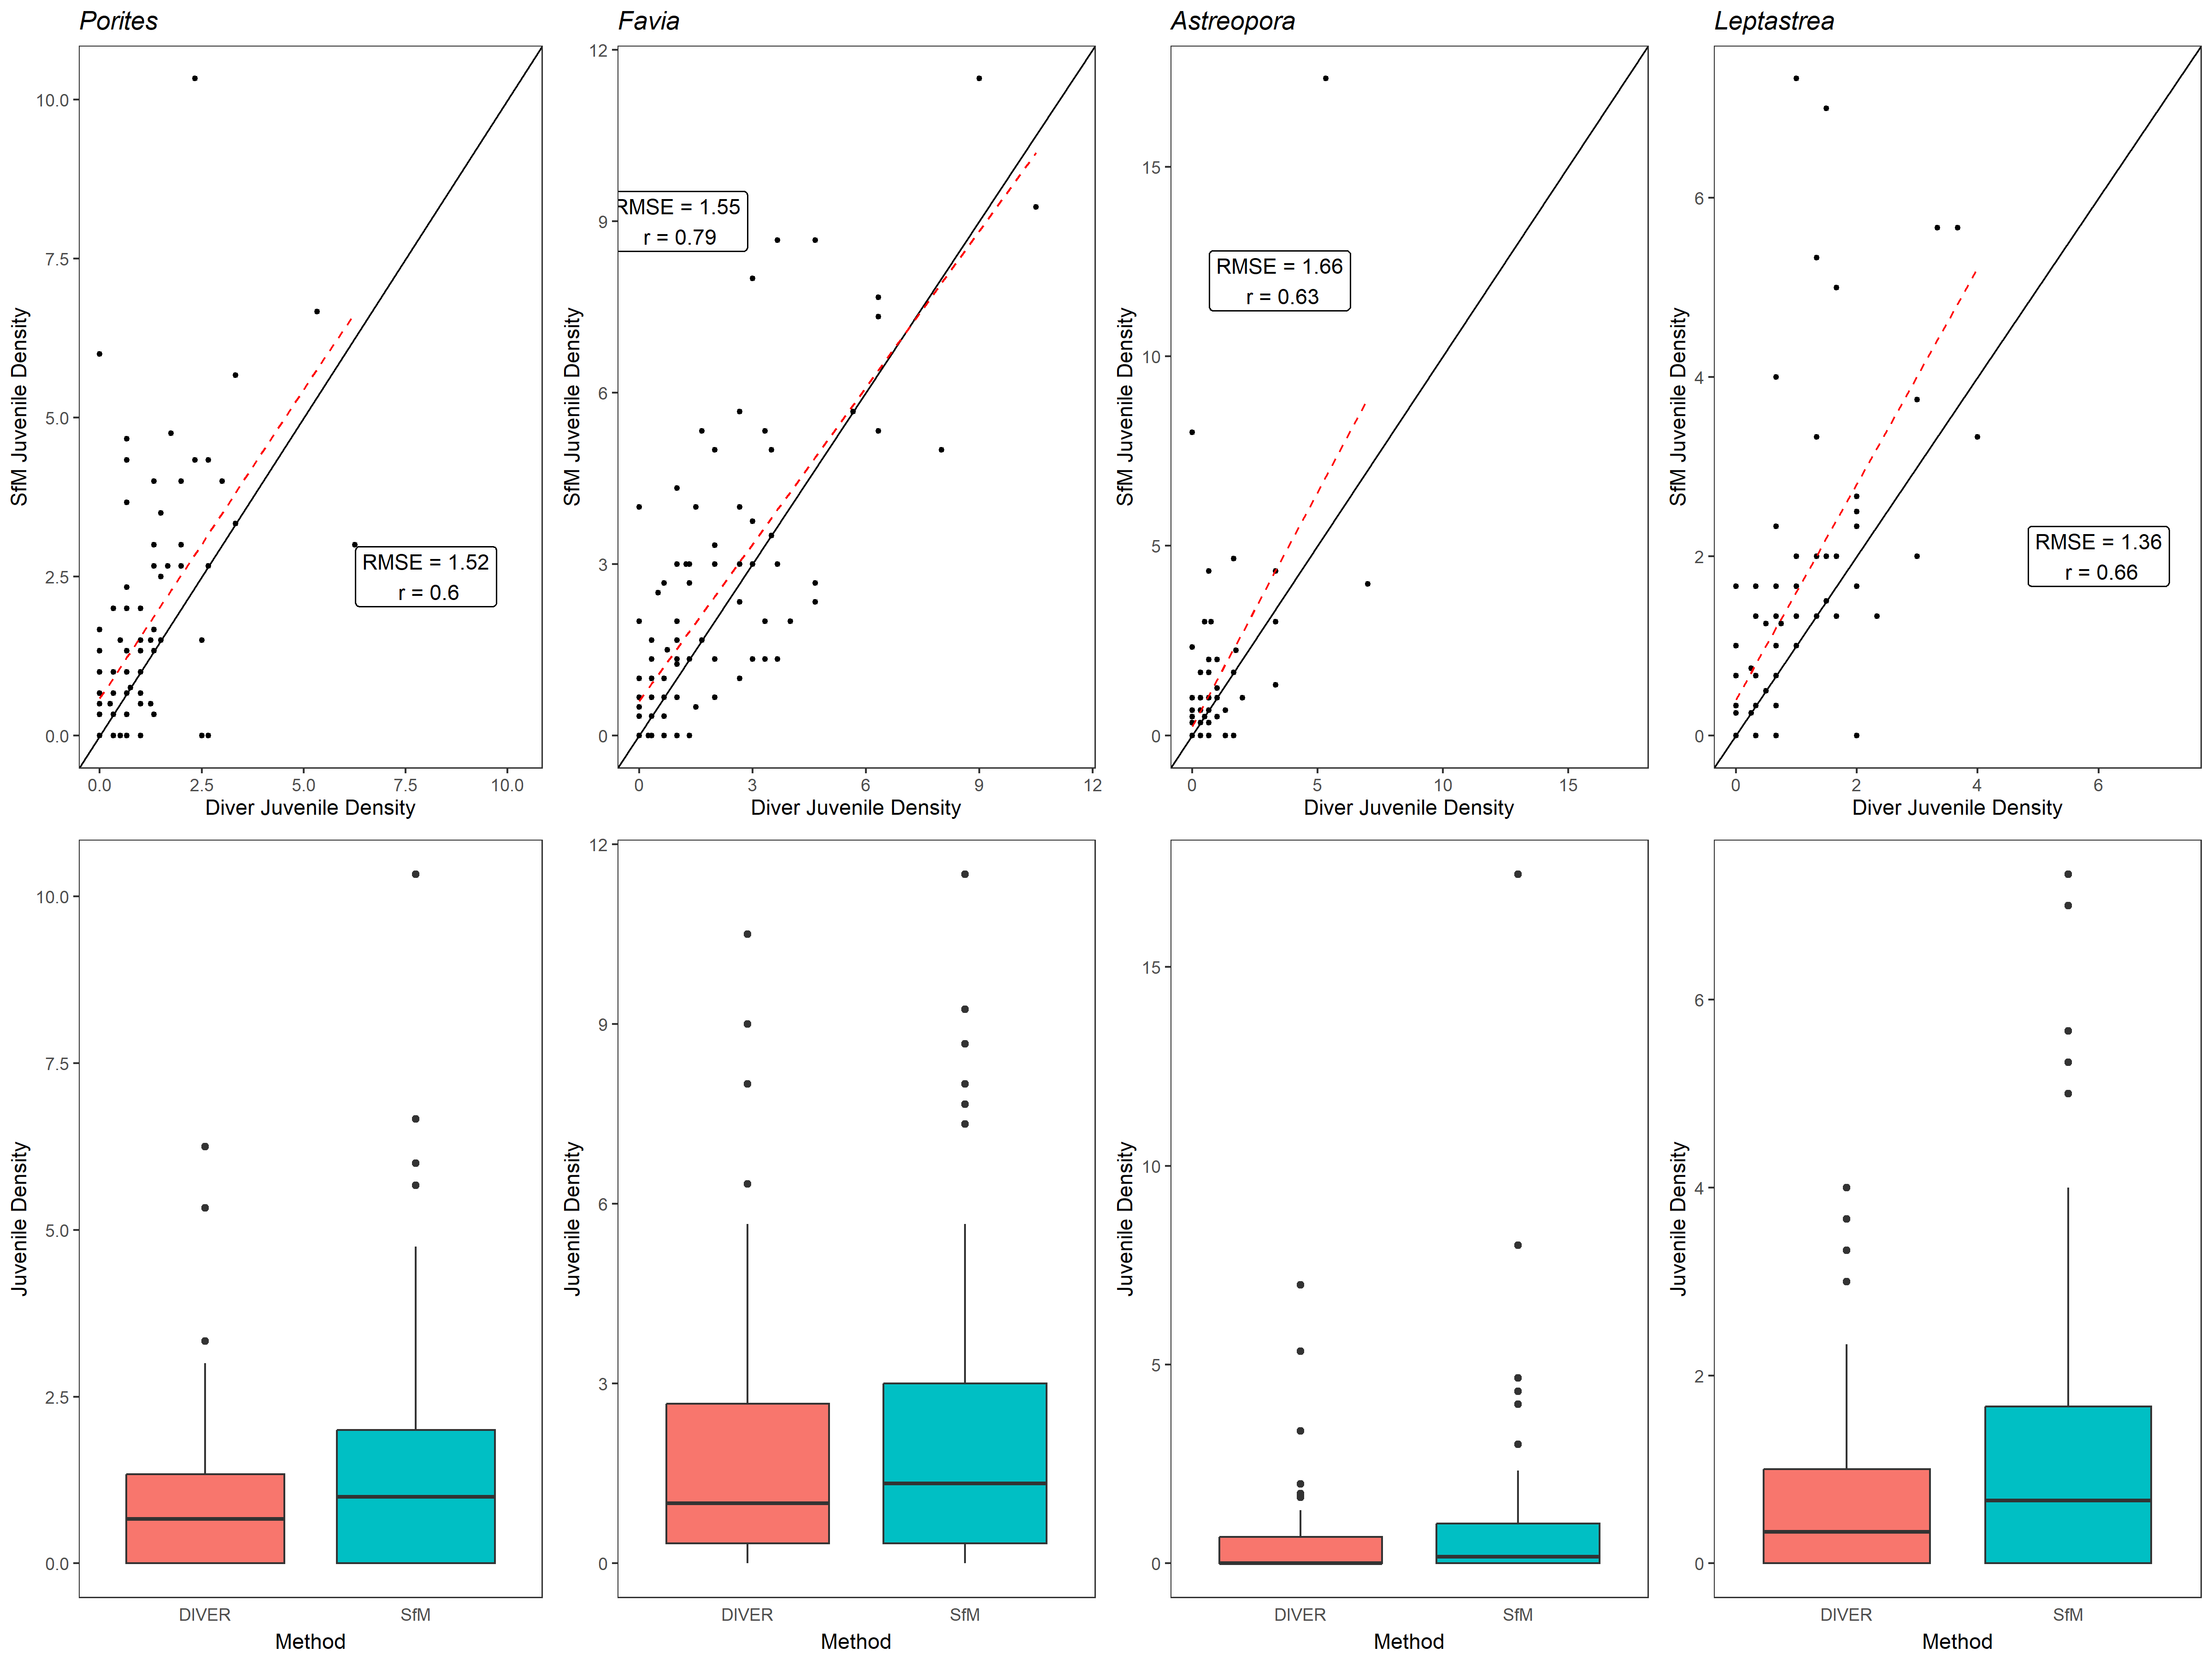 Porites
Favia
Astreopora
Leptastrea
SfM Juvenile Density
10.0
7.5
5.0
2.5
0.0
RMSE = 1.52
r = 0.6
0.0
2.5
5.0
7.5
10.0
Diver Juvenile Density
SfM Juvenile Density
12
9
6
3
0
RMSE = 1.55
r = 0.79
0
3
6
9
12
Diver Juvenile Density
SfM Juvenile Density
15
10
5
0
RMSE = 1.66
r = 0.63
0
5
10
15
Diver Juvenile Density
SfM Juvenile Density
6
4
2
0
RMSE = 1.36
r = 0.66
0
2
4
6
Diver Juvenile Density
Juvenile Density
10.0
7.5
5.0
2.5
0.0
DIVER
SfM
Method
Juvenile Density
12
9
6
3
0
DIVER
SfM
Method
Juvenile Density
15
10
5
0
DIVER
SfM
Method
Juvenile Density
6
4
2
0
DIVER
SfM
Method